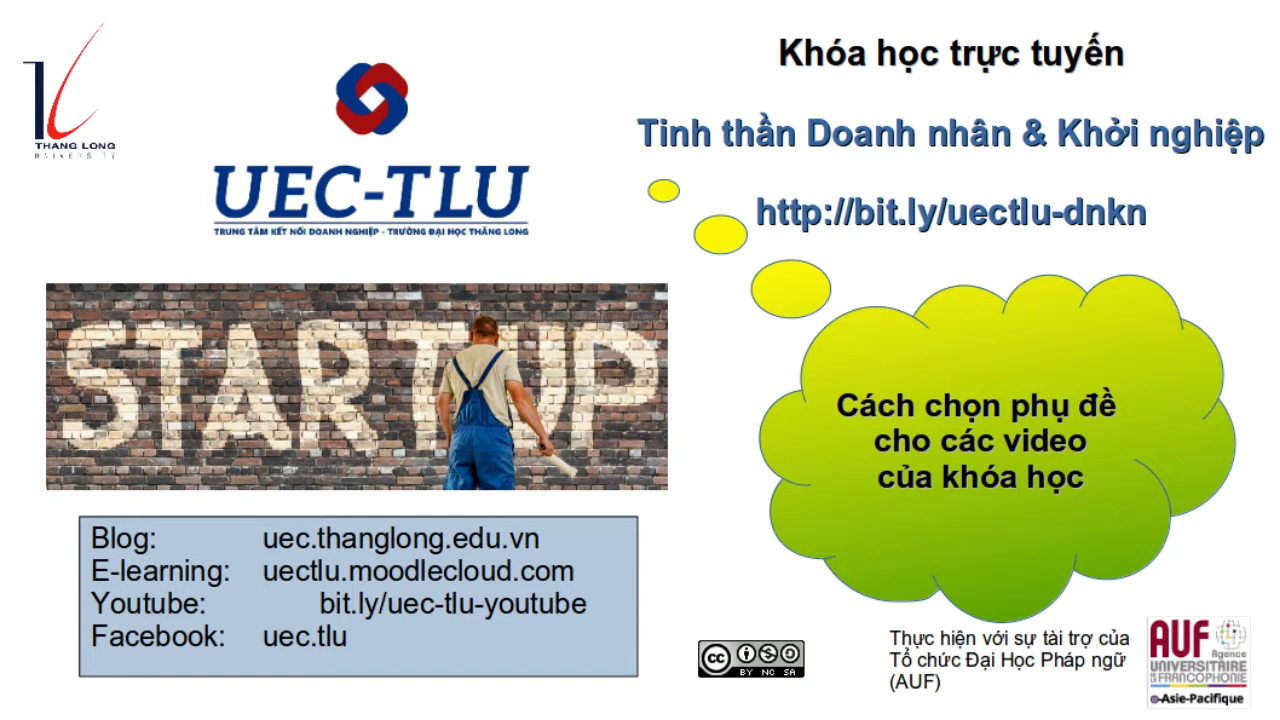 THANG LONG
UNIVERSITY
UEC-TLU
TRUNG TÂM KẾT NỐI DOANH NGHIỆP - TRƯỜNG ĐẠI HỌC THĂNG LONG
Khóa học trực tuyến
Tinh thần Doanh nhân & Khởi nghiệp
http://bit.ly/uectlu-dnkn
START UP
Cách chọn phụ đề
cho các video
của khóa học
Blog: uec.thanglong.edu.vn
E-learning: uectlu.moodlecloud.com
Youtube: bit.ly/uec-tlu-youtube
Facebook: uec.tlu
cc BY NC SA
Thực hiện với sự tài trợ của
Tổ chức Đại Học Pháp ngữ
(AUF)
AUF
Agence
UNIVERSITAIRE
DE LA FRANCOPHONIE
Asie-Pacifique